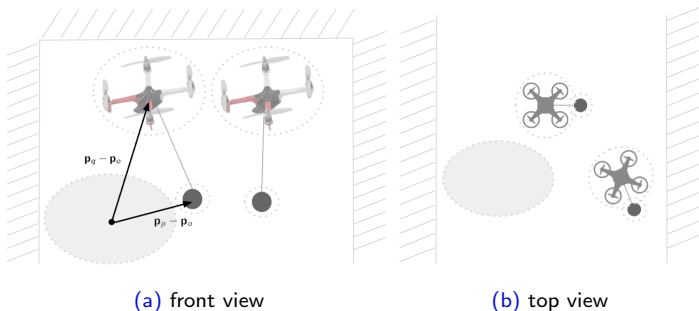 𝐩_q − 𝐩_o
𝐩_p − 𝐩_o
(a) front view
(b) top view